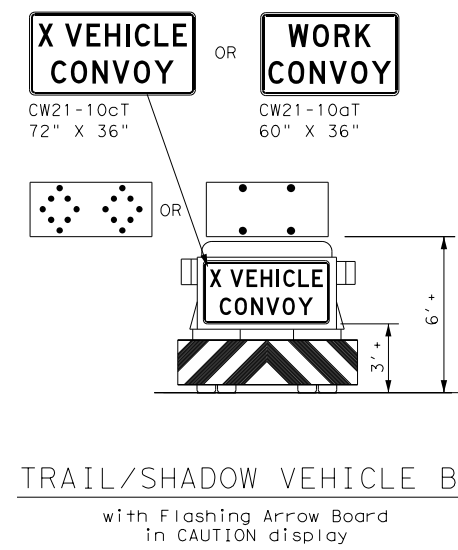 X VEHICLE
CONVOY
OR
WORK
CONVOY
CW21-10cT
72" X 36"
CW21-10aT
60" X 36"
OR
X VEHICLE
CONVOY
6' +
3' +
TRAIL/SHADOW VEHICLE B
with Flashing Arrow Board
in CAUTION display